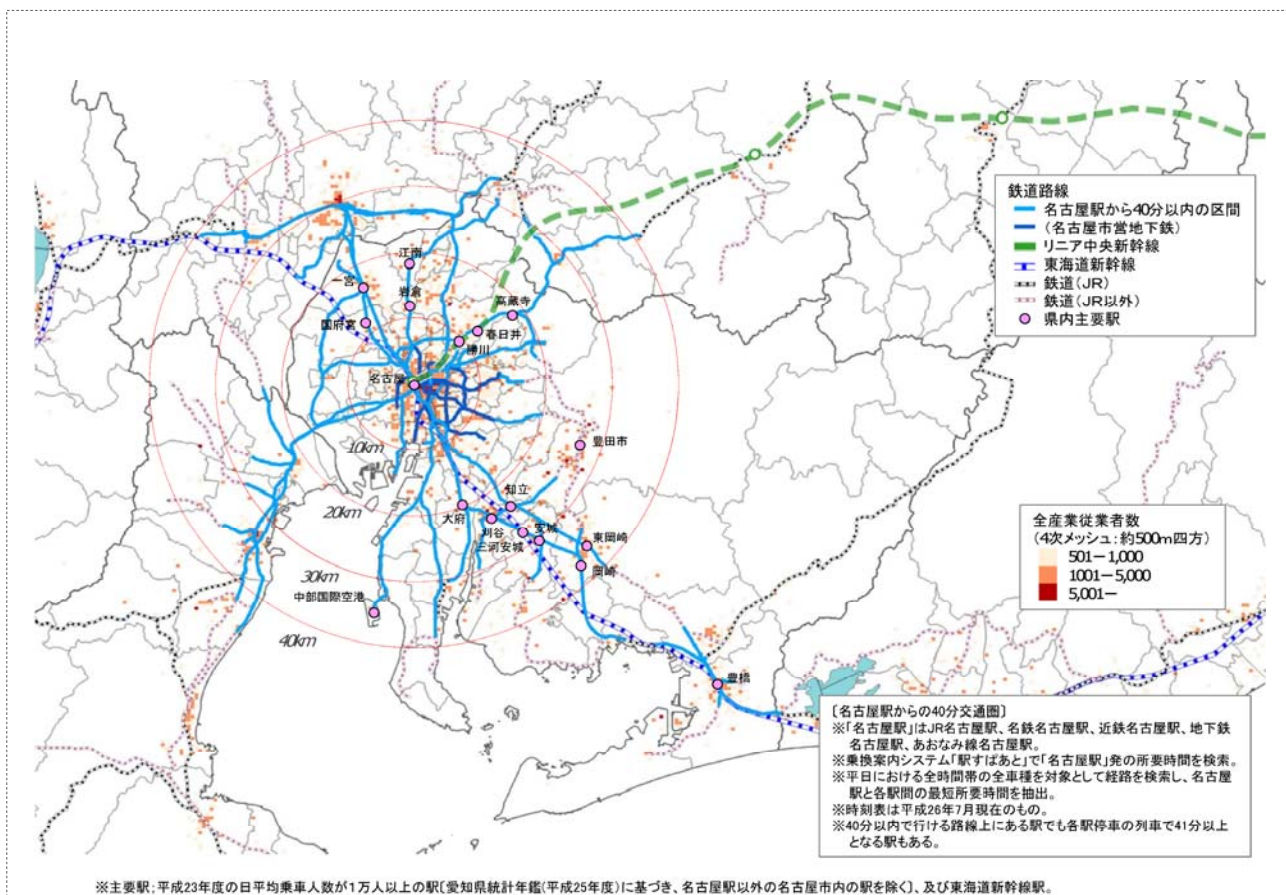 鉄道路線
名古屋駅から40分以内の区間
(名古屋市営地下鉄)
リニア中央新幹線
東海道新幹線
鉄道(JR)
鉄道(JR以外)
県内主要駅
江南
一宮
岩倉
高蔵寺
国府宮
春日井
勝川
名古屋
豊田市
10km
知立
20km
大府
刈谷
安城
三河安城
東岡崎
岡崎
30km
中部国際空港
40km
豊橋
全産業従業者数
(4次メッシュ:約500m四方)
501-1,000
1001-5,000
5,001-
〔名古屋駅からの40分交通圏〕
※「名古屋駅」はJR名古屋駅、名鉄名古屋駅、近鉄名古屋駅、地下鉄
名古屋駅、あおなみ線名古屋駅。
※乗換案内システム「駅すぱあと」で「名古屋駅」発の所要時間を検索。
※平日における全時間帯の全車種を対象として経路を検索し、名古屋
駅と各駅間の最短所要時間を抽出。
※時刻表は平成26年7月現在のもの。
※40分以内で行ける路線上にある駅でも各駅停車の列車で41分以上
となる駅もある。
※主要駅:平成23年度の日平均乗車人数が1万人以上の駅〔愛知県統計年鑑(平成25年度)に基づき、名古屋駅以外の名古屋市内の駅を除く〕、及び東海道新幹線駅。